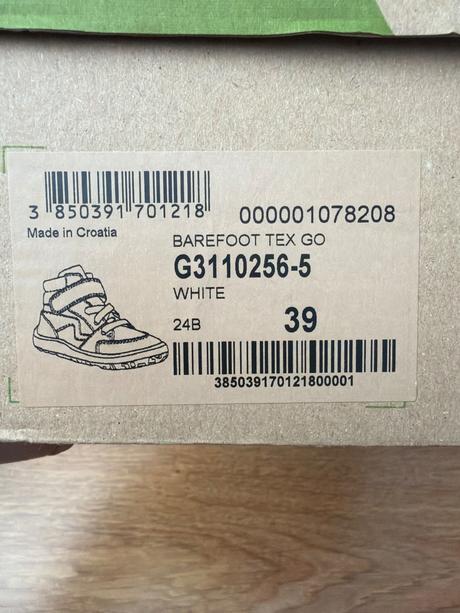 3 850391 701218
000001078208
Made in Croatia
BAREFOOT TEX GO
G3110256-5
WHITE
24B
39
385039170121800001